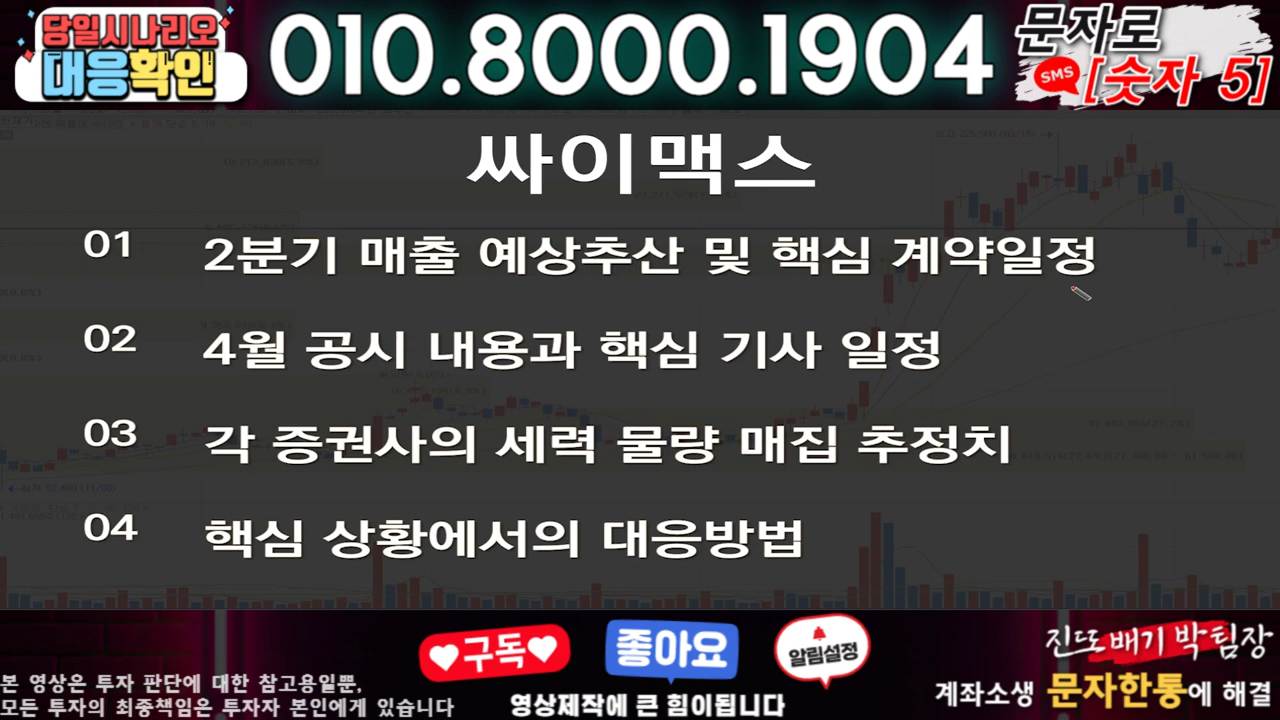 당일시나리오
대응확인
010.8000.1904
문자로
SMS [숫자 5]
싸이맥스
01 2분기 매출 예상추산 및 핵심 계약일정
02 4월 공시 내용과 핵심 기사 일정
03 각 증권사의 세력 물량 매집 추정치
04 핵심 상황에서의 대응방법
구독 좋아요 알림설정
영상제작에 큰 힘이됩니다
본 영상은 투자 판단에 대한 참고용일뿐,
모든 투자의 최종책임은 투자자 본인에게 있습니다
진또배기 박팀장
계좌소생 문자한통에 해결